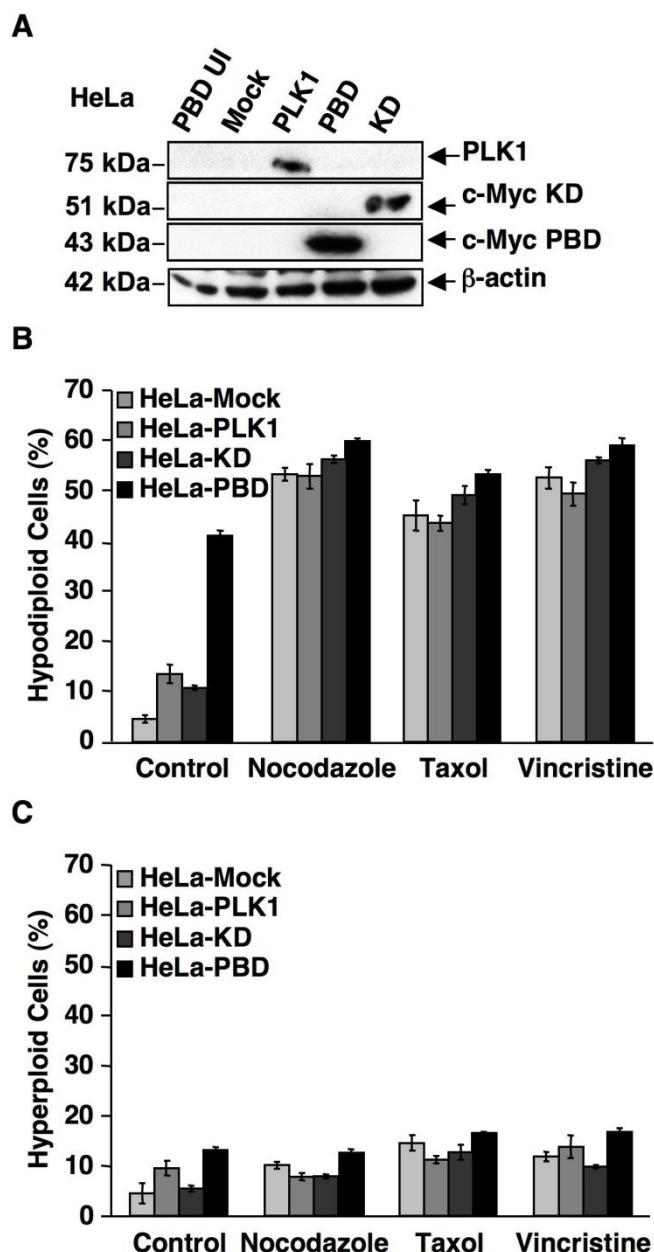 A
HeLa PBD UI Mock PLK1 PBD KD
75 kDa– PLK1
51 kDa– c-Myc KD
43 kDa– c-Myc PBD
42 kDa– β-actin
B
Hypodiploid Cells (%)
70
60
50
40
30
20
10
0
HeLa-Mock
HeLa-PLK1
HeLa-KD
HeLa-PBD
Control Nocodazole Taxol Vincristine
C
Hyperploid Cells (%)
70
60
50
40
30
20
10
0
HeLa-Mock
HeLa-PLK1
HeLa-KD
HeLa-PBD
Control Nocodazole Taxol Vincristine